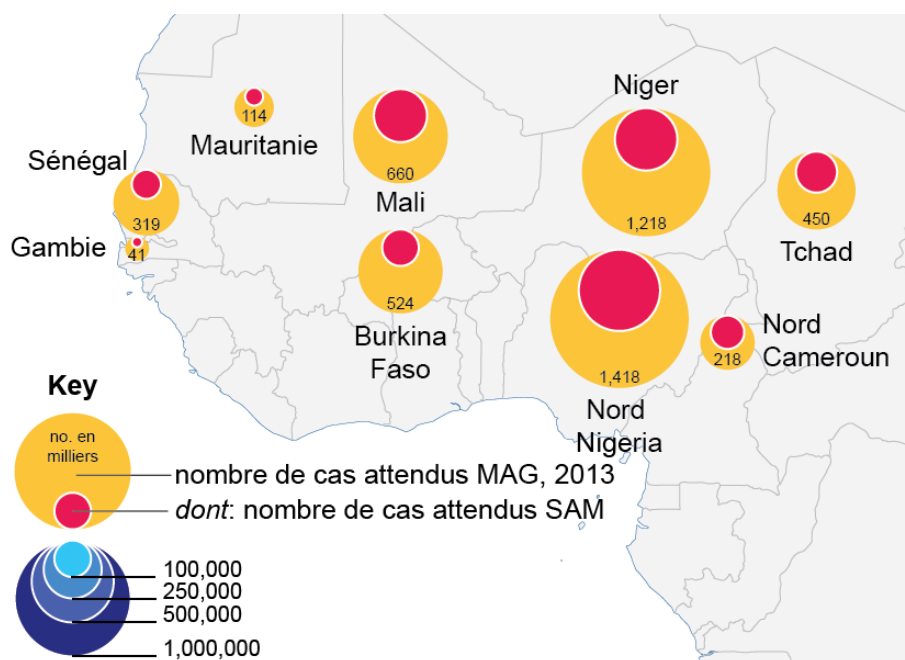 Niger
114
Mauritanie
Sénégal
660
Mali
319
1,218
450
Tchad
Gambie
41
524
Burkina
Faso
Nord
Cameroun
218
1,418
Nord
Nigeria
Key
no. en
milliers
nombre de cas attendus MAG, 2013
dont: nombre de cas attendus SAM
100,000
250,000
500,000
1,000,000